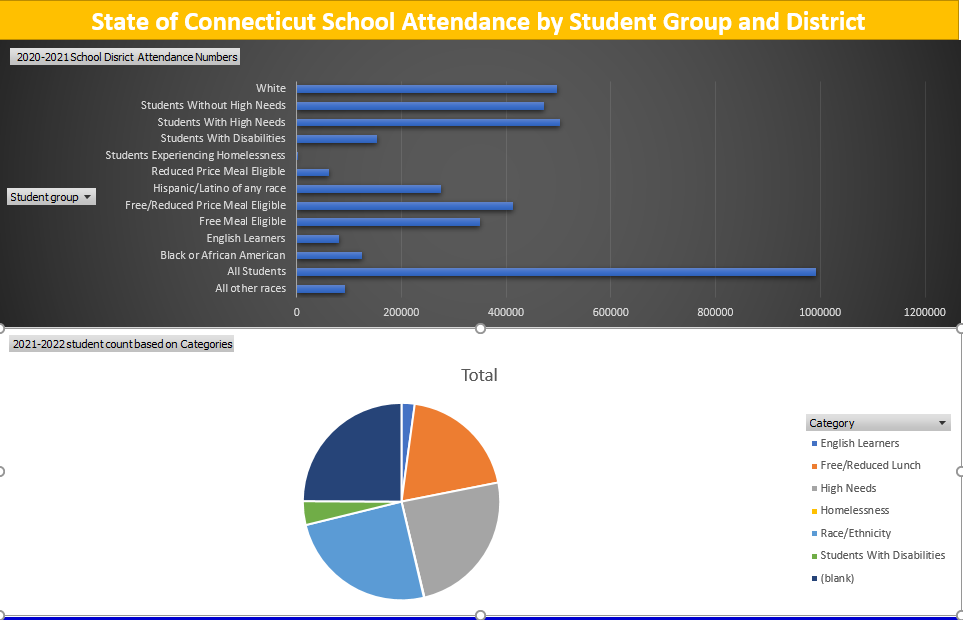 State of Connecticut School Attendance by Student Group and District
2020-2021 School Disrict Attendance Numbers
White
Students Without High Needs
Students With High Needs
Students With Disabilities
Students Experiencing Homelessness
Reduced Price Meal Eligible
Hispanic/Latino of any race
Student group
Free/Reduced Price Meal Eligible
Free Meal Eligible
English Learners
Black or African American
All Students
All other races
0 200000 400000 600000 800000 1000000 1200000
2021-2022 student count based on Categories
Total
Category
English Learners
Free/Reduced Lunch
High Needs
Homelessness
Race/Ethnicity
Students With Disabilities
(blank)